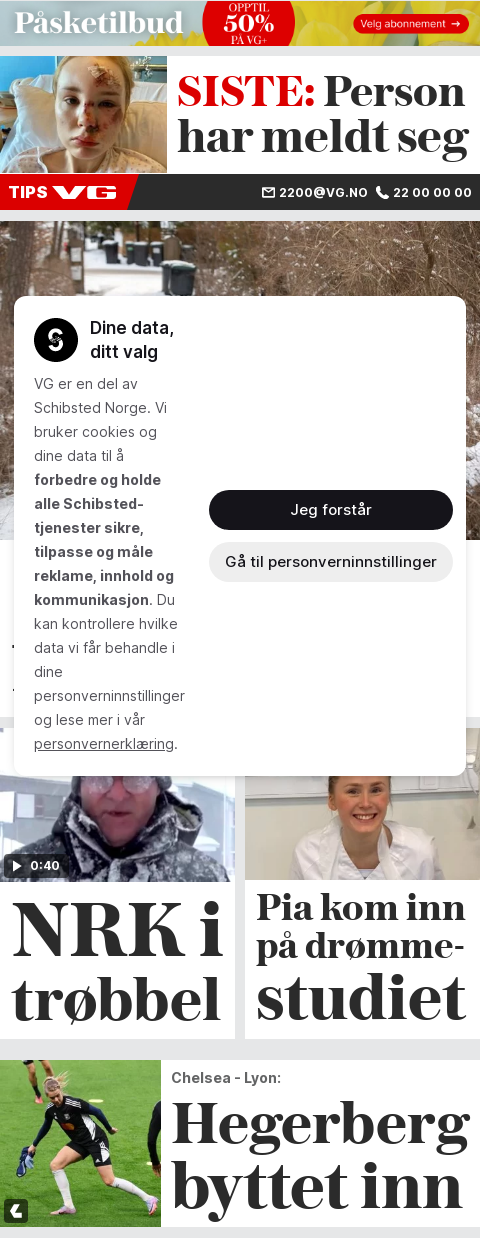 Påsketilbud
OPPTIL
50%
PÅ VG+
Velg abonnement →
SISTE: Person
har meldt seg
TIPS VG
2200@VG.NO
22 00 00 00
Dine data,
ditt valg
VG er en del av
Schibsted Norge. Vi
bruker cookies og
dine data til å
forbedre og holde
alle Schibsted-
tjenester sikre,
tilpasse og måle
reklame, innhold og
kommunikasjon. Du
kan kontrollere hvilke
data vi får behandle i
dine
personverninnstillinger
og lese mer i vår
personvernerklæring.
Jeg forstår
Gå til personverninnstillinger
0:40
NRK i
trøbbel
Pia kom inn
på drømme-
studiet
Chelsea - Lyon:
Hegerberg
byttet inn